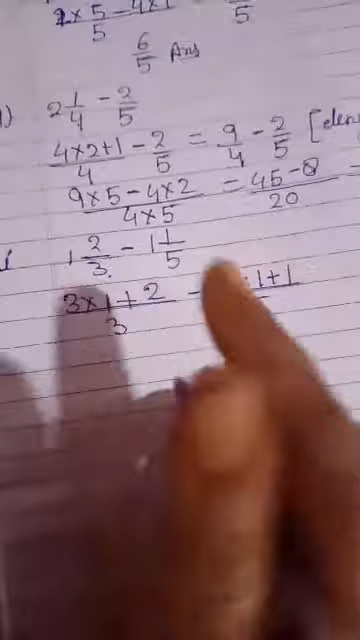 2×5 - 4×1
5 5
6/5 Ans
2 1/4 - 2/5
4×2+1/4 - 2/5 = 9/4 - 2/5
9×5 - 4×2/4×5 = 45-8/20 =
1 2/3 - 1 1/5
3×1+2/3 - 1+1